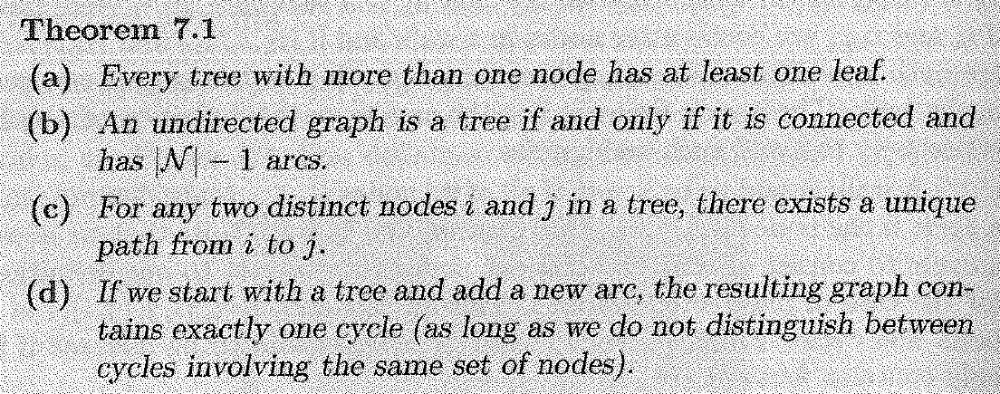 Theorem 7.1
(a) Every tree with more than one node has at least one leaf.
(b) An undirected graph is a tree if and only if it is connected and
has |𝒩| − 1 arcs.
(c) For any two distinct nodes i and j in a tree, there exists a unique
path from i to j.
(d) If we start with a tree and add a new arc, the resulting graph con-
tains exactly one cycle (as long as we do not distinguish between
cycles involving the same set of nodes).